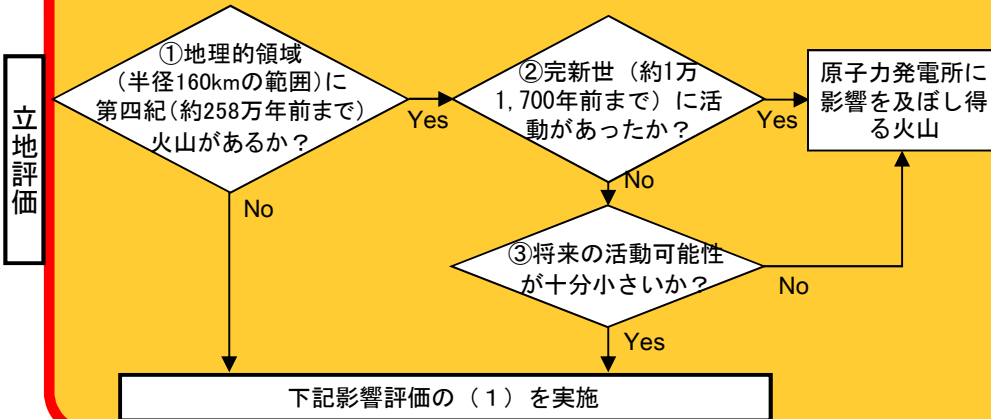 立地評価
①地理的領域
(半径160kmの範囲)に
第四紀(約258万年前まで)
火山があるか？
Yes
No
②完新世（約1万
1,700年前まで）に活
動があったか？
Yes
No
原子力発電所に
影響を及ぼし得
る火山
③将来の活動可能性
が十分小さいか？
No
Yes
下記影響評価の（１）を実施